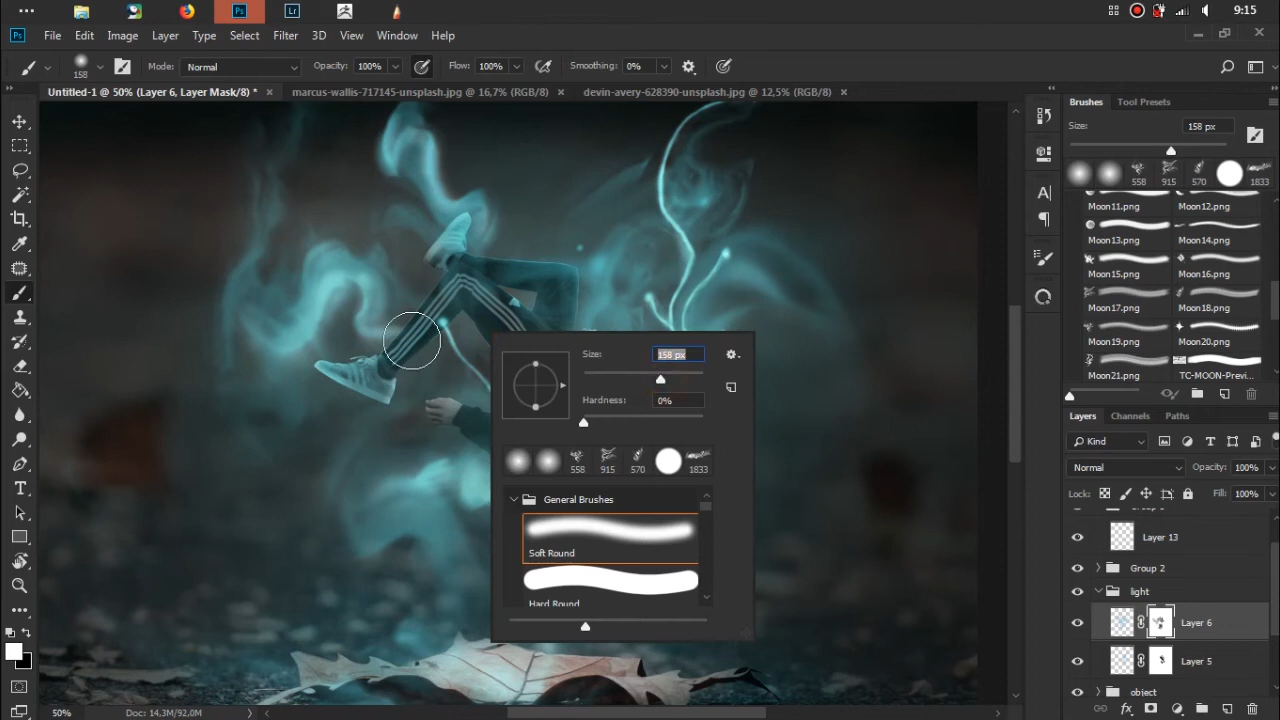 Ps
Lr
9:15
Ps File Edit Image Layer Type Select Filter 3D View Window Help
158 Mode: Normal Opacity: 100% Flow: 100% Smoothing: 0%
Untitled-1 @ 50% (Layer 6, Layer Mask/8) * × marcus-wallis-717145-unsplash.jpg @ 16,7% (RGB/8) × devin-avery-628390-unsplash.jpg @ 12,5% (RGB/8) ×
Brushes Tool Presets
Size: 158 px
558 915 570 1833
Moon11.png Moon12.png
Moon13.png Moon14.png
Moon15.png Moon16.png
Moon17.png Moon18.png
Moon19.png Moon20.png
Moon21.png TC-MOON-Previ...
Size: 158 px
Hardness: 0%
558 915 570 1833
General Brushes
Soft Round
Hard Round
Layers Channels Paths
Kind
Normal Opacity: 100%
Lock: Fill: 100%
Layer 13
Group 2
light
Layer 6
Layer 5
object
50% Doc: 14,3M/92,0M